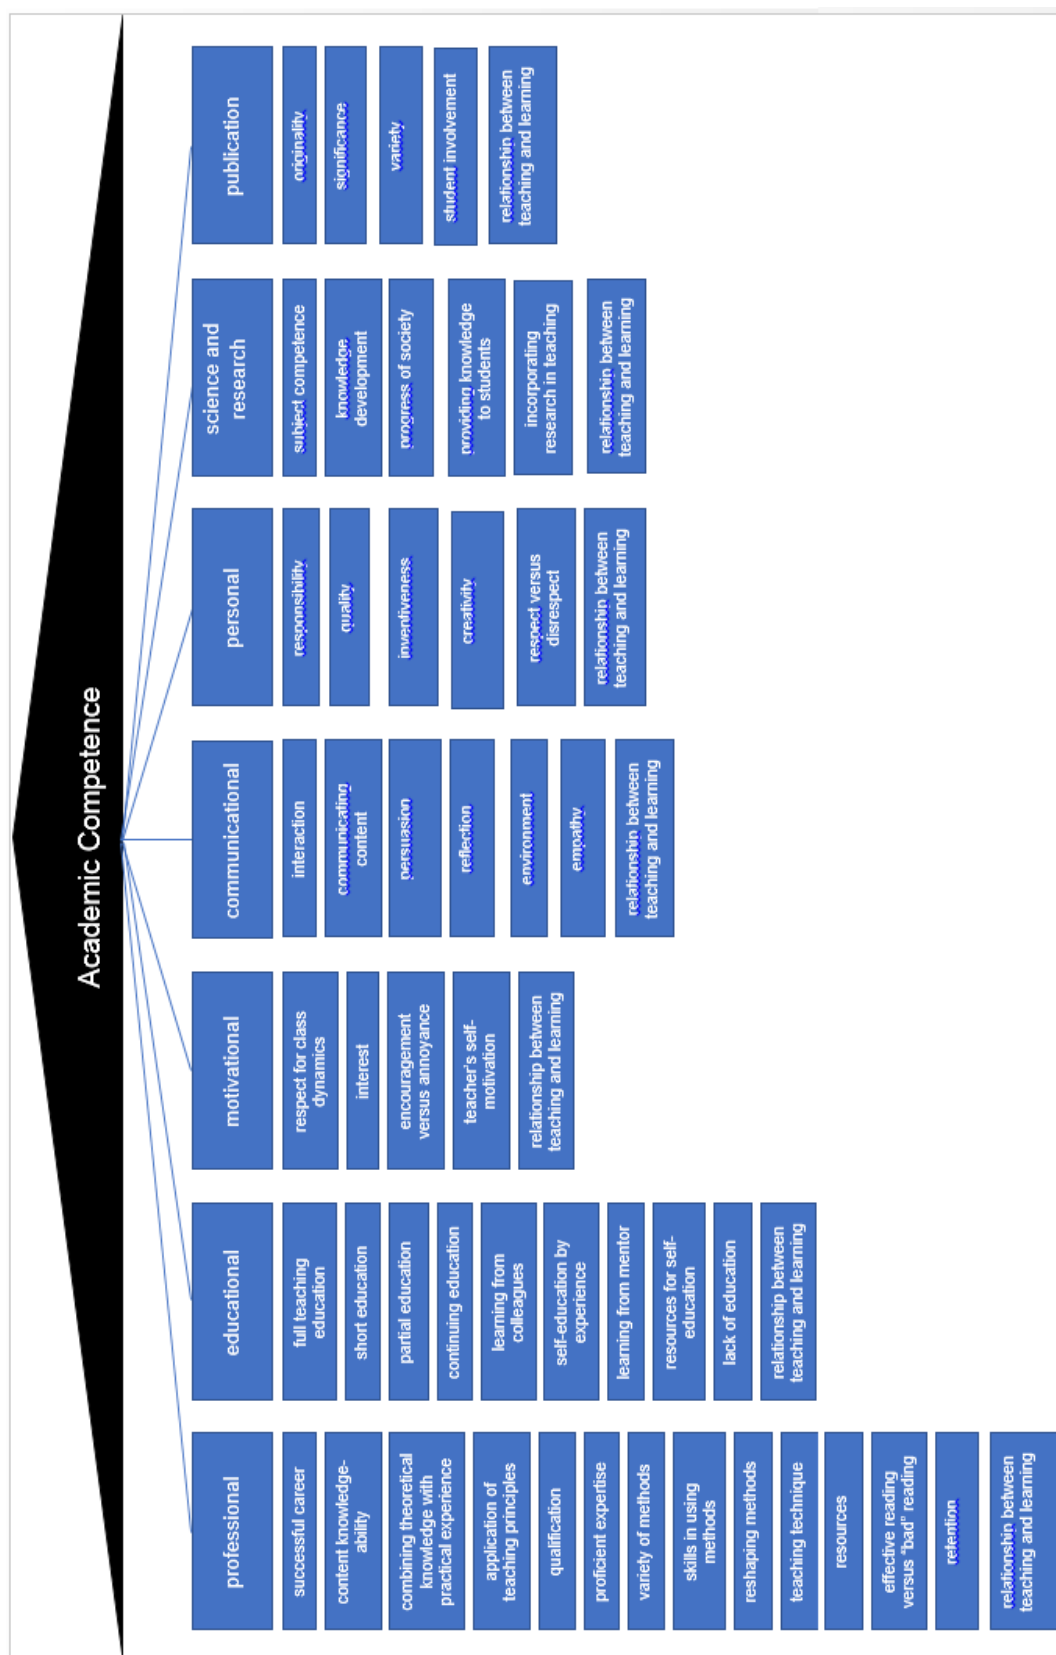 Academic Competence
professional
successful career
content knowledge-
ability
combining theoretical
knowledge with
practical experience
application of
teaching principles
qualification
proficient expertise
variety of methods
skills in using
methods
reshaping methods
teaching technique
resources
effective reading
versus "bad" reading
retention
relationship between
teaching and learning
educational
full teaching
education
short education
partial education
continuing education
learning from
colleagues
self-education by
experience
learning from mentor
resources for self-
education
lack of education
relationship between
teaching and learning
motivational
respect for class
dynamics
interest
encouragement
versus annoyance
teacher's self-
motivation
relationship between
teaching and learning
communicational
interaction
communicating
content
persuasion
reflection
environment
empathy
relationship between
teaching and learning
personal
responsibility
quality
inventiveness
creativity
respect versus
disrespect
relationship between
teaching and learning
science and
research
subject competence
knowledge
development
progress of society
providing knowledge
to students
incorporating
research in teaching
relationship between
teaching and learning
publication
originality
significance
variety
student involvement
relationship between
teaching and learning